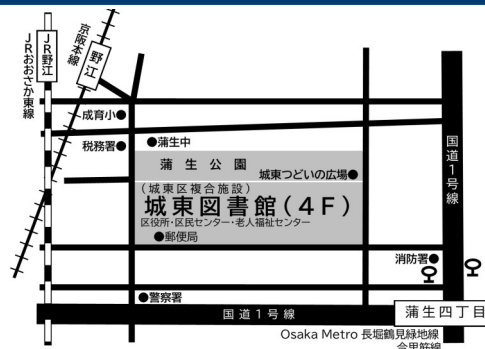 京阪本線
野江
JR野江
JRおおさか東線
成育小
税務署
蒲生中
蒲生公園
城東つどいの広場
(城東区複合施設)
城東図書館(4F)
区役所・区民センター・老人福祉センター
郵便局
国道1号線
消防署
警察署
国道1号線
蒲生四丁目
Osaka Metro 長堀鶴見緑地線
今里筋線